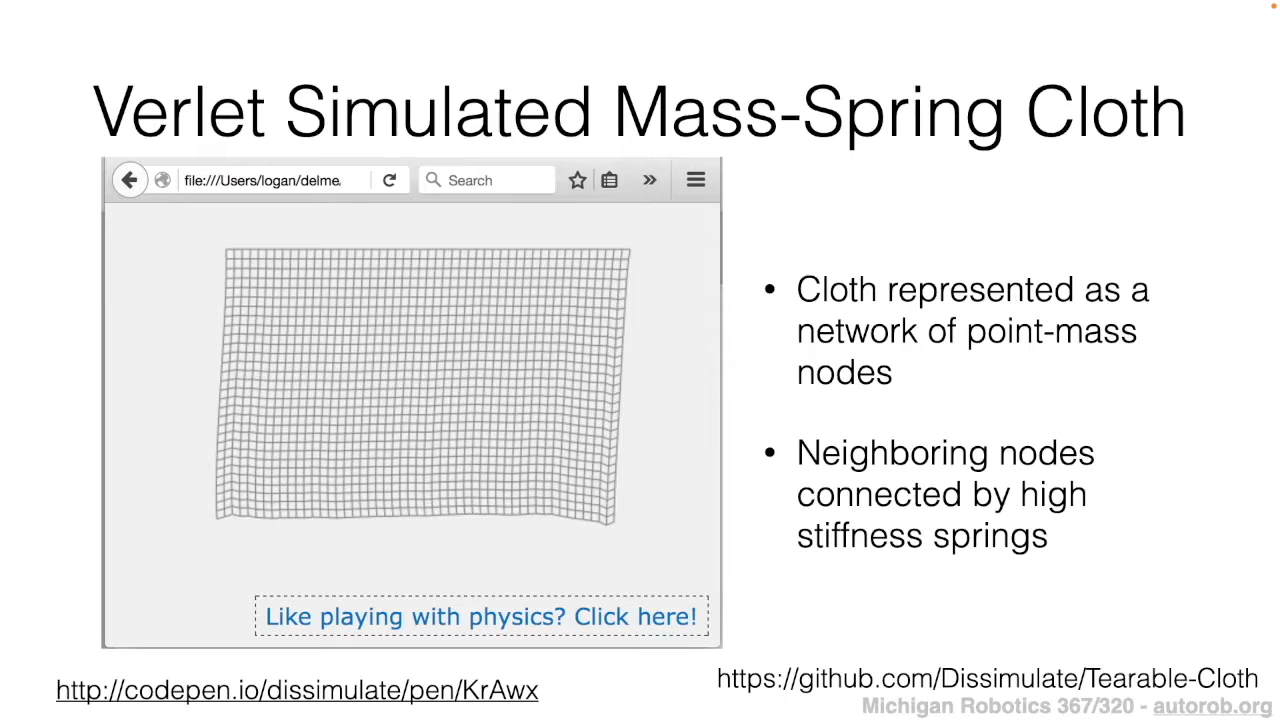 Verlet Simulated Mass-Spring Cloth
file:///Users/logan/delme
Search
• Cloth represented as a
network of point-mass
nodes
• Neighboring nodes
connected by high
stiffness springs
Like playing with physics? Click here!
http://codepen.io/dissimulate/pen/KrAwx
https://github.com/Dissimulate/Tearable-Cloth
Michigan Robotics 367/320 - autorob.org